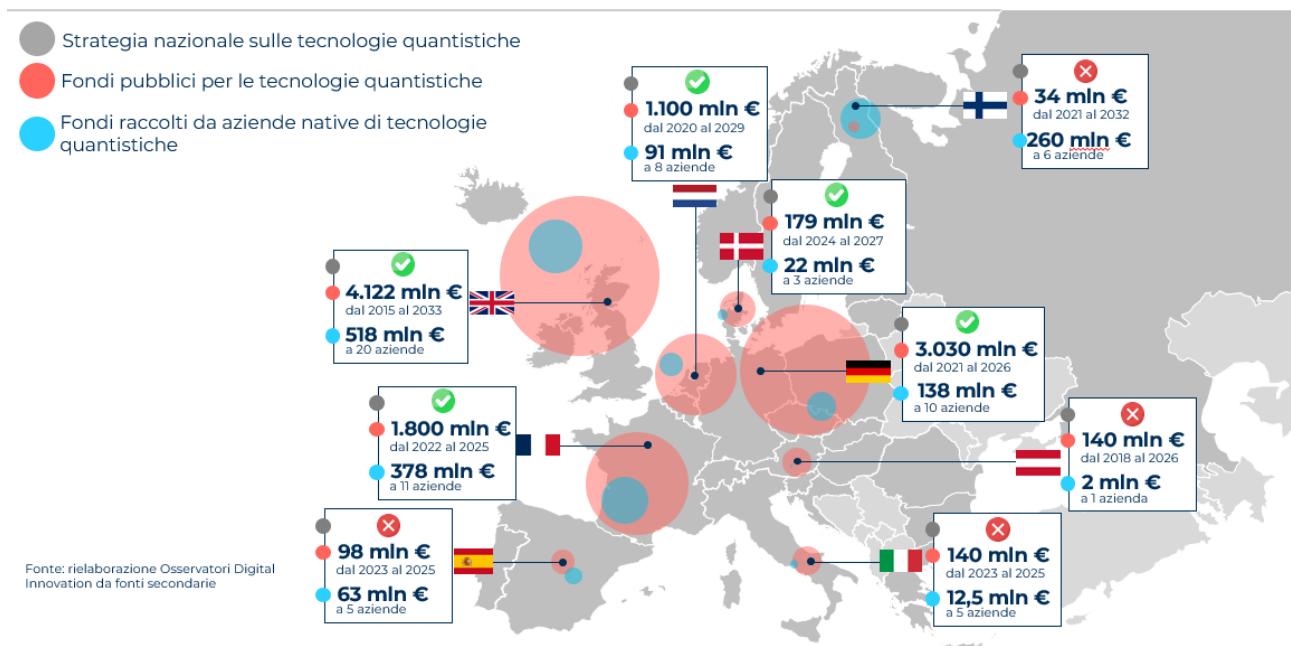 Strategia nazionale sulle tecnologie quantistiche
Fondi pubblici per le tecnologie quantistiche
Fondi raccolti da aziende native di tecnologie
quantistiche
1.100 mln €
dal 2020 al 2029
91 mln €
a 8 aziende
34 mln €
dal 2021 al 2032
260 mln €
a 6 aziende
179 mln €
dal 2024 al 2027
22 mln €
a 3 aziende
4.122 mln €
dal 2015 al 2033
518 mln €
a 20 aziende
3.030 mln €
dal 2021 al 2026
138 mln €
a 10 aziende
1.800 mln €
dal 2022 al 2025
378 mln €
a 11 aziende
140 mln €
dal 2018 al 2026
2 mln €
a 1 azienda
98 mln €
dal 2023 al 2025
63 mln €
a 5 aziende
140 mln €
dal 2023 al 2025
12,5 mln €
a 5 aziende
Fonte: rielaborazione Osservatori Digital
Innovation da fonti secondarie